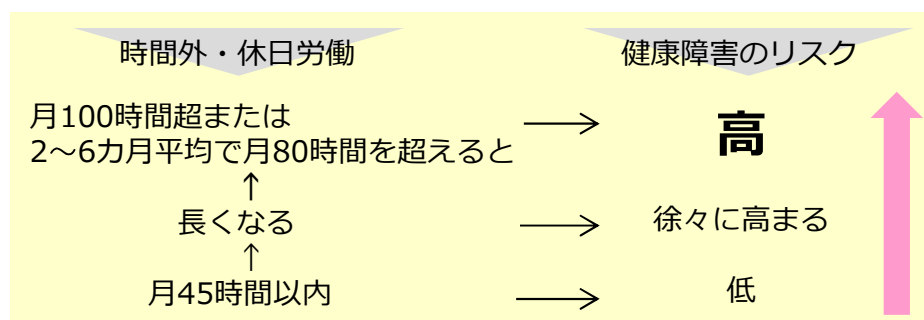 時間外・休日労働
健康障害のリスク
月100時間超または
2～6カ月平均で月80時間を超えると
→
高
↑
長くなる
→
徐々に高まる
↑
月45時間以内
→
低